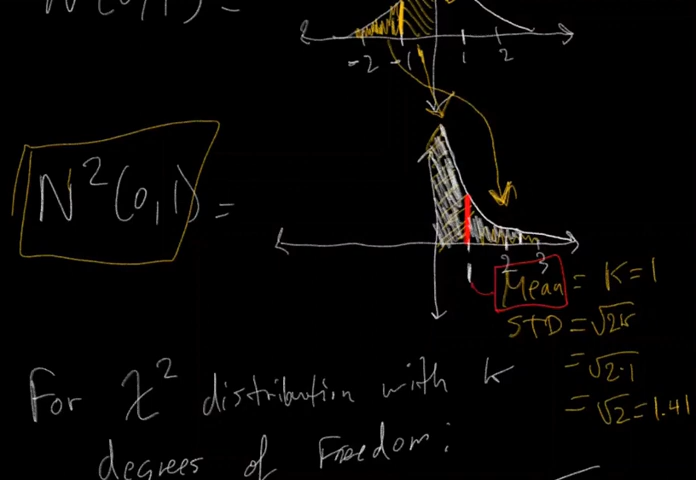 N²(0,1) =
-2 -1 1 2
N²(0,1) =
1 2 3
Mean = K=1
STD = √2K
= √2·1
= √2 = 1.41
For χ² distribution with k
degrees of Freedom: